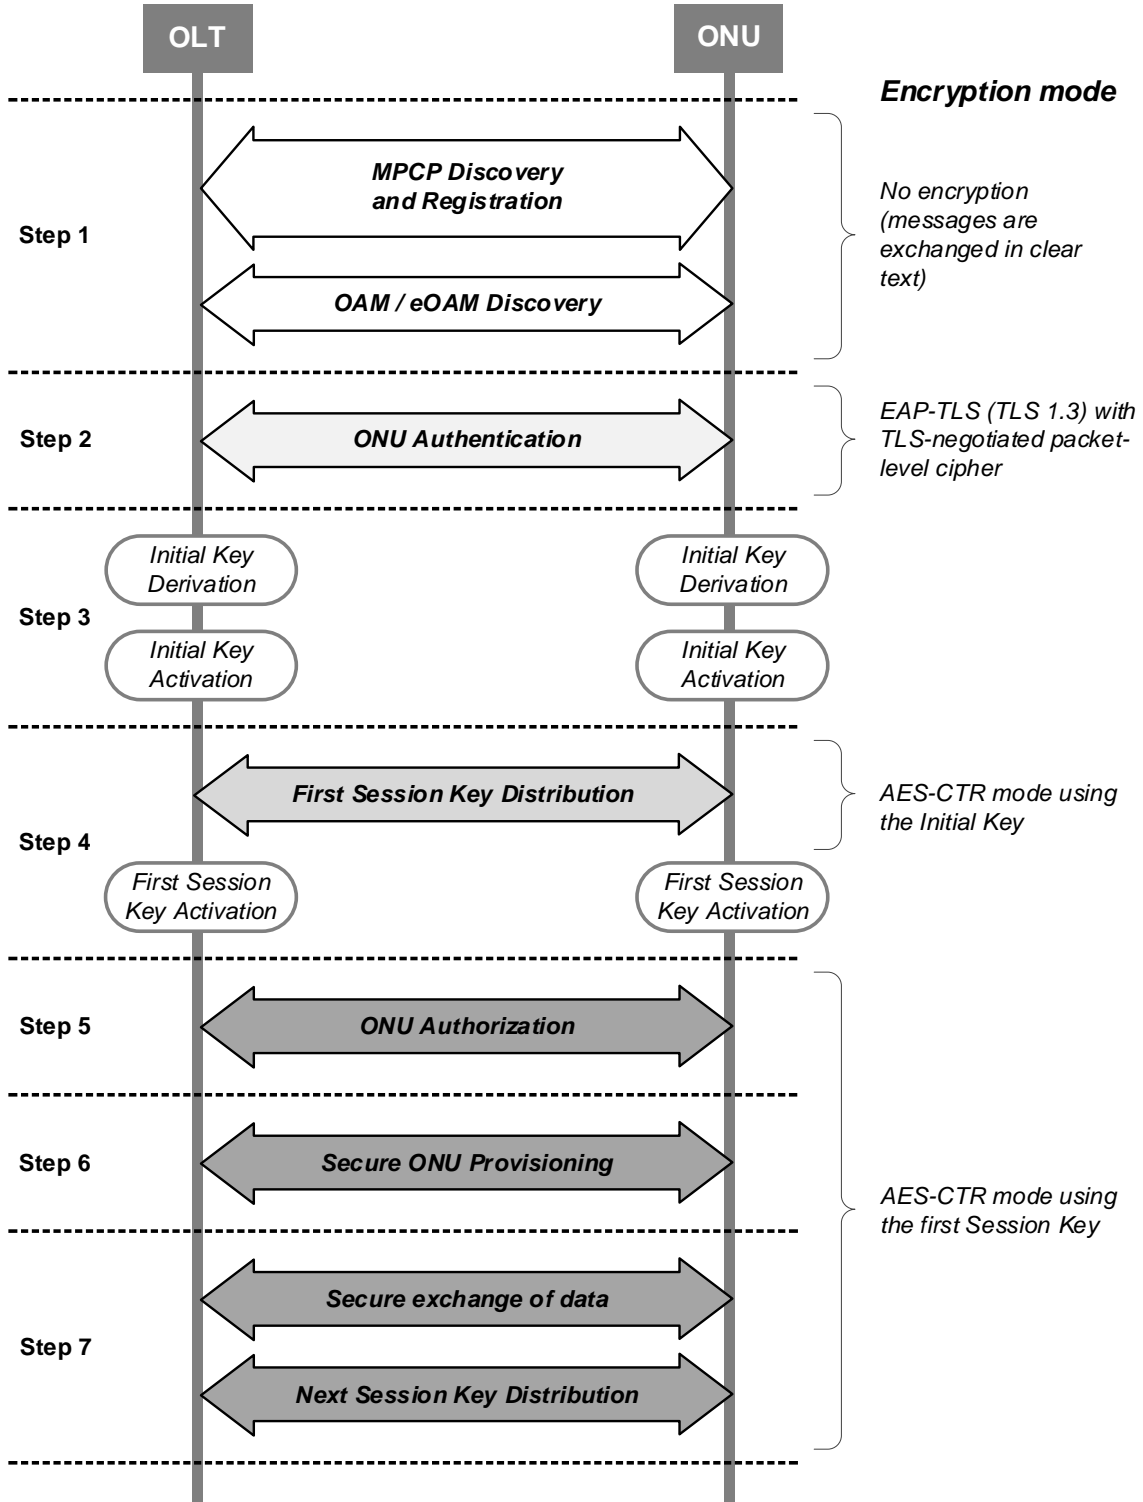 OLT
ONU
Encryption mode
Step 1
MPCP Discovery
and Registration
OAM / eOAM Discovery
No encryption
(messages are
exchanged in clear
text)
Step 2
ONU Authentication
EAP-TLS (TLS 1.3) with
TLS-negotiated packet-
level cipher
Step 3
Initial Key
Derivation
Initial Key
Derivation
Initial Key
Activation
Initial Key
Activation
Step 4
First Session Key Distribution
AES-CTR mode using
the Initial Key
First Session
Key Activation
First Session
Key Activation
Step 5
ONU Authorization
Step 6
Secure ONU Provisioning
AES-CTR mode using
the first Session Key
Step 7
Secure exchange of data
Next Session Key Distribution